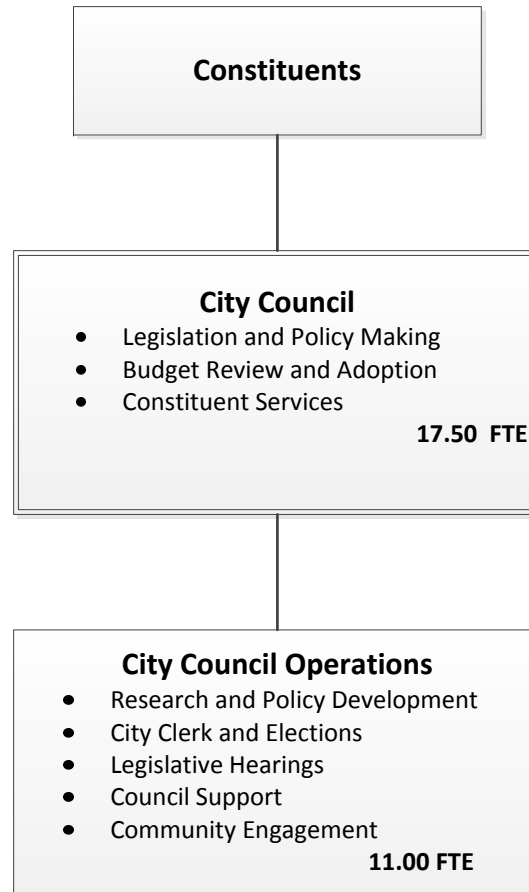 Constituents
City Council
• Legislation and Policy Making
• Budget Review and Adoption
• Constituent Services
17.50 FTE
City Council Operations
• Research and Policy Development
• City Clerk and Elections
• Legislative Hearings
• Council Support
• Community Engagement
11.00 FTE